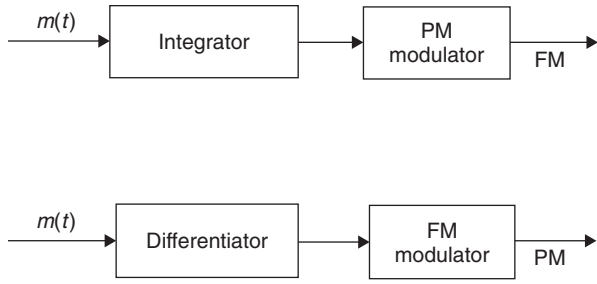 m(t)
Integrator
PM
modulator
FM
m(t)
Differentiator
FM
modulator
PM